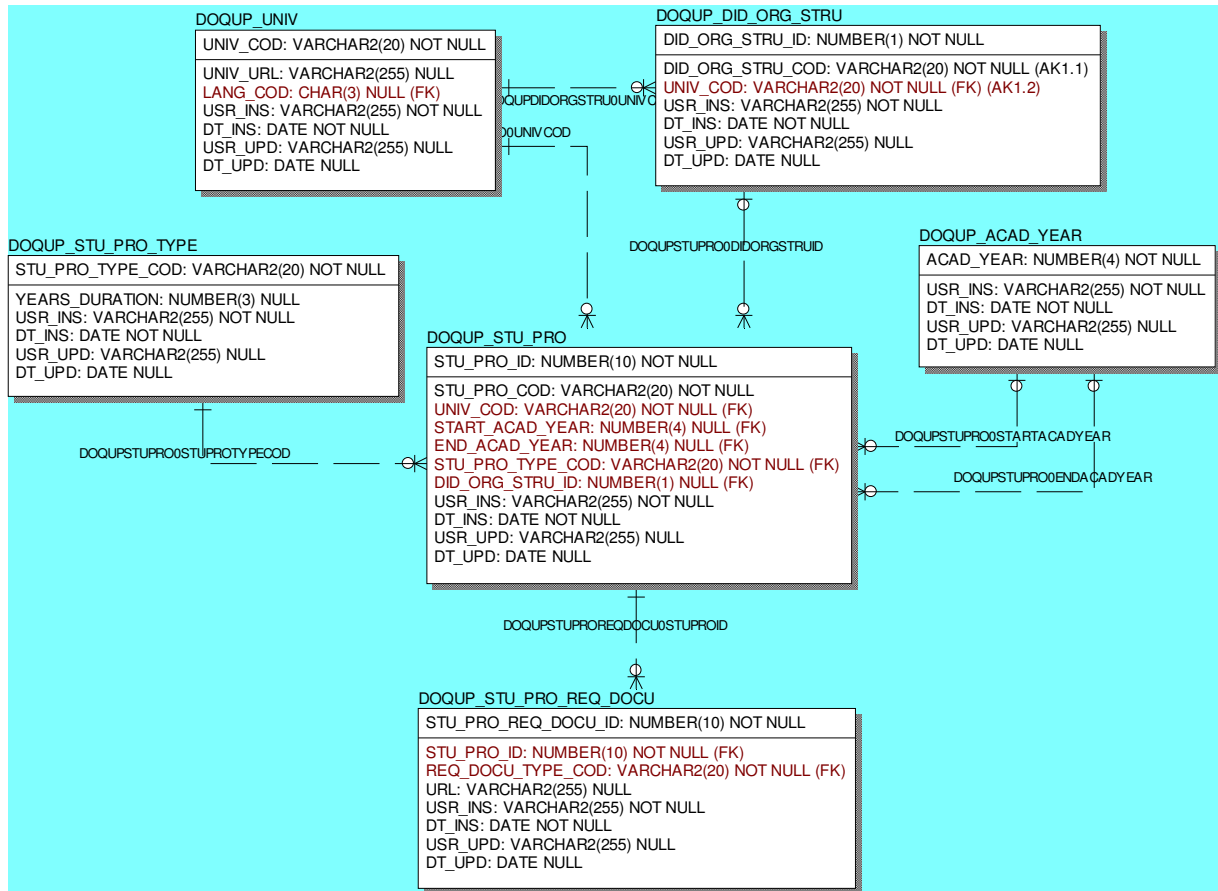 DOQUP_UNIV
UNIV_COD: VARCHAR2(20) NOT NULL
UNIV_URL: VARCHAR2(255) NULL
LANG_COD: CHAR(3) NULL (FK)
USR_INS: VARCHAR2(255) NOT NULL
DT_INS: DATE NOT NULL
USR_UPD: VARCHAR2(255) NULL
DT_UPD: DATE NULL
DOQUP_DID_ORG_STRU
DID_ORG_STRU_ID: NUMBER(1) NOT NULL
DID_ORG_STRU_COD: VARCHAR2(20) NOT NULL (AK1.1)
UNIV_COD: VARCHAR2(20) NOT NULL (FK) (AK1.2)
USR_INS: VARCHAR2(255) NOT NULL
DT_INS: DATE NOT NULL
USR_UPD: VARCHAR2(255) NULL
DT_UPD: DATE NULL
OQUPDIDORGSTRU0UNIVC
0UNIVCOD
DOQUPSTUPRO0DIDORGSTRUID
DOQUP_STU_PRO_TYPE
STU_PRO_TYPE_COD: VARCHAR2(20) NOT NULL
YEARS_DURATION: NUMBER(3) NULL
USR_INS: VARCHAR2(255) NOT NULL
DT_INS: DATE NOT NULL
USR_UPD: VARCHAR2(255) NULL
DT_UPD: DATE NULL
DOQUP_ACAD_YEAR
ACAD_YEAR: NUMBER(4) NOT NULL
USR_INS: VARCHAR2(255) NOT NULL
DT_INS: DATE NOT NULL
USR_UPD: VARCHAR2(255) NULL
DT_UPD: DATE NULL
DOQUP_STU_PRO
STU_PRO_ID: NUMBER(10) NOT NULL
STU_PRO_COD: VARCHAR2(20) NOT NULL
UNIV_COD: VARCHAR2(20) NOT NULL (FK)
START_ACAD_YEAR: NUMBER(4) NULL (FK)
END_ACAD_YEAR: NUMBER(4) NULL (FK)
STU_PRO_TYPE_COD: VARCHAR2(20) NOT NULL (FK)
DID_ORG_STRU_ID: NUMBER(1) NULL (FK)
USR_INS: VARCHAR2(255) NOT NULL
DT_INS: DATE NOT NULL
USR_UPD: VARCHAR2(255) NULL
DT_UPD: DATE NULL
DOQUPSTUPRO0STUPROTYPECOD
DOQUPSTUPRO0STARTACADYEAR
DOQUPSTUPRO0ENDACADYEAR
DOQUPSTUPROREQDOCU0STUPROID
DOQUP_STU_PRO_REQ_DOCU
STU_PRO_REQ_DOCU_ID: NUMBER(10) NOT NULL
STU_PRO_ID: NUMBER(10) NOT NULL (FK)
REQ_DOCU_TYPE_COD: VARCHAR2(20) NOT NULL (FK)
URL: VARCHAR2(255) NULL
USR_INS: VARCHAR2(255) NOT NULL
DT_INS: DATE NOT NULL
USR_UPD: VARCHAR2(255) NULL
DT_UPD: DATE NULL